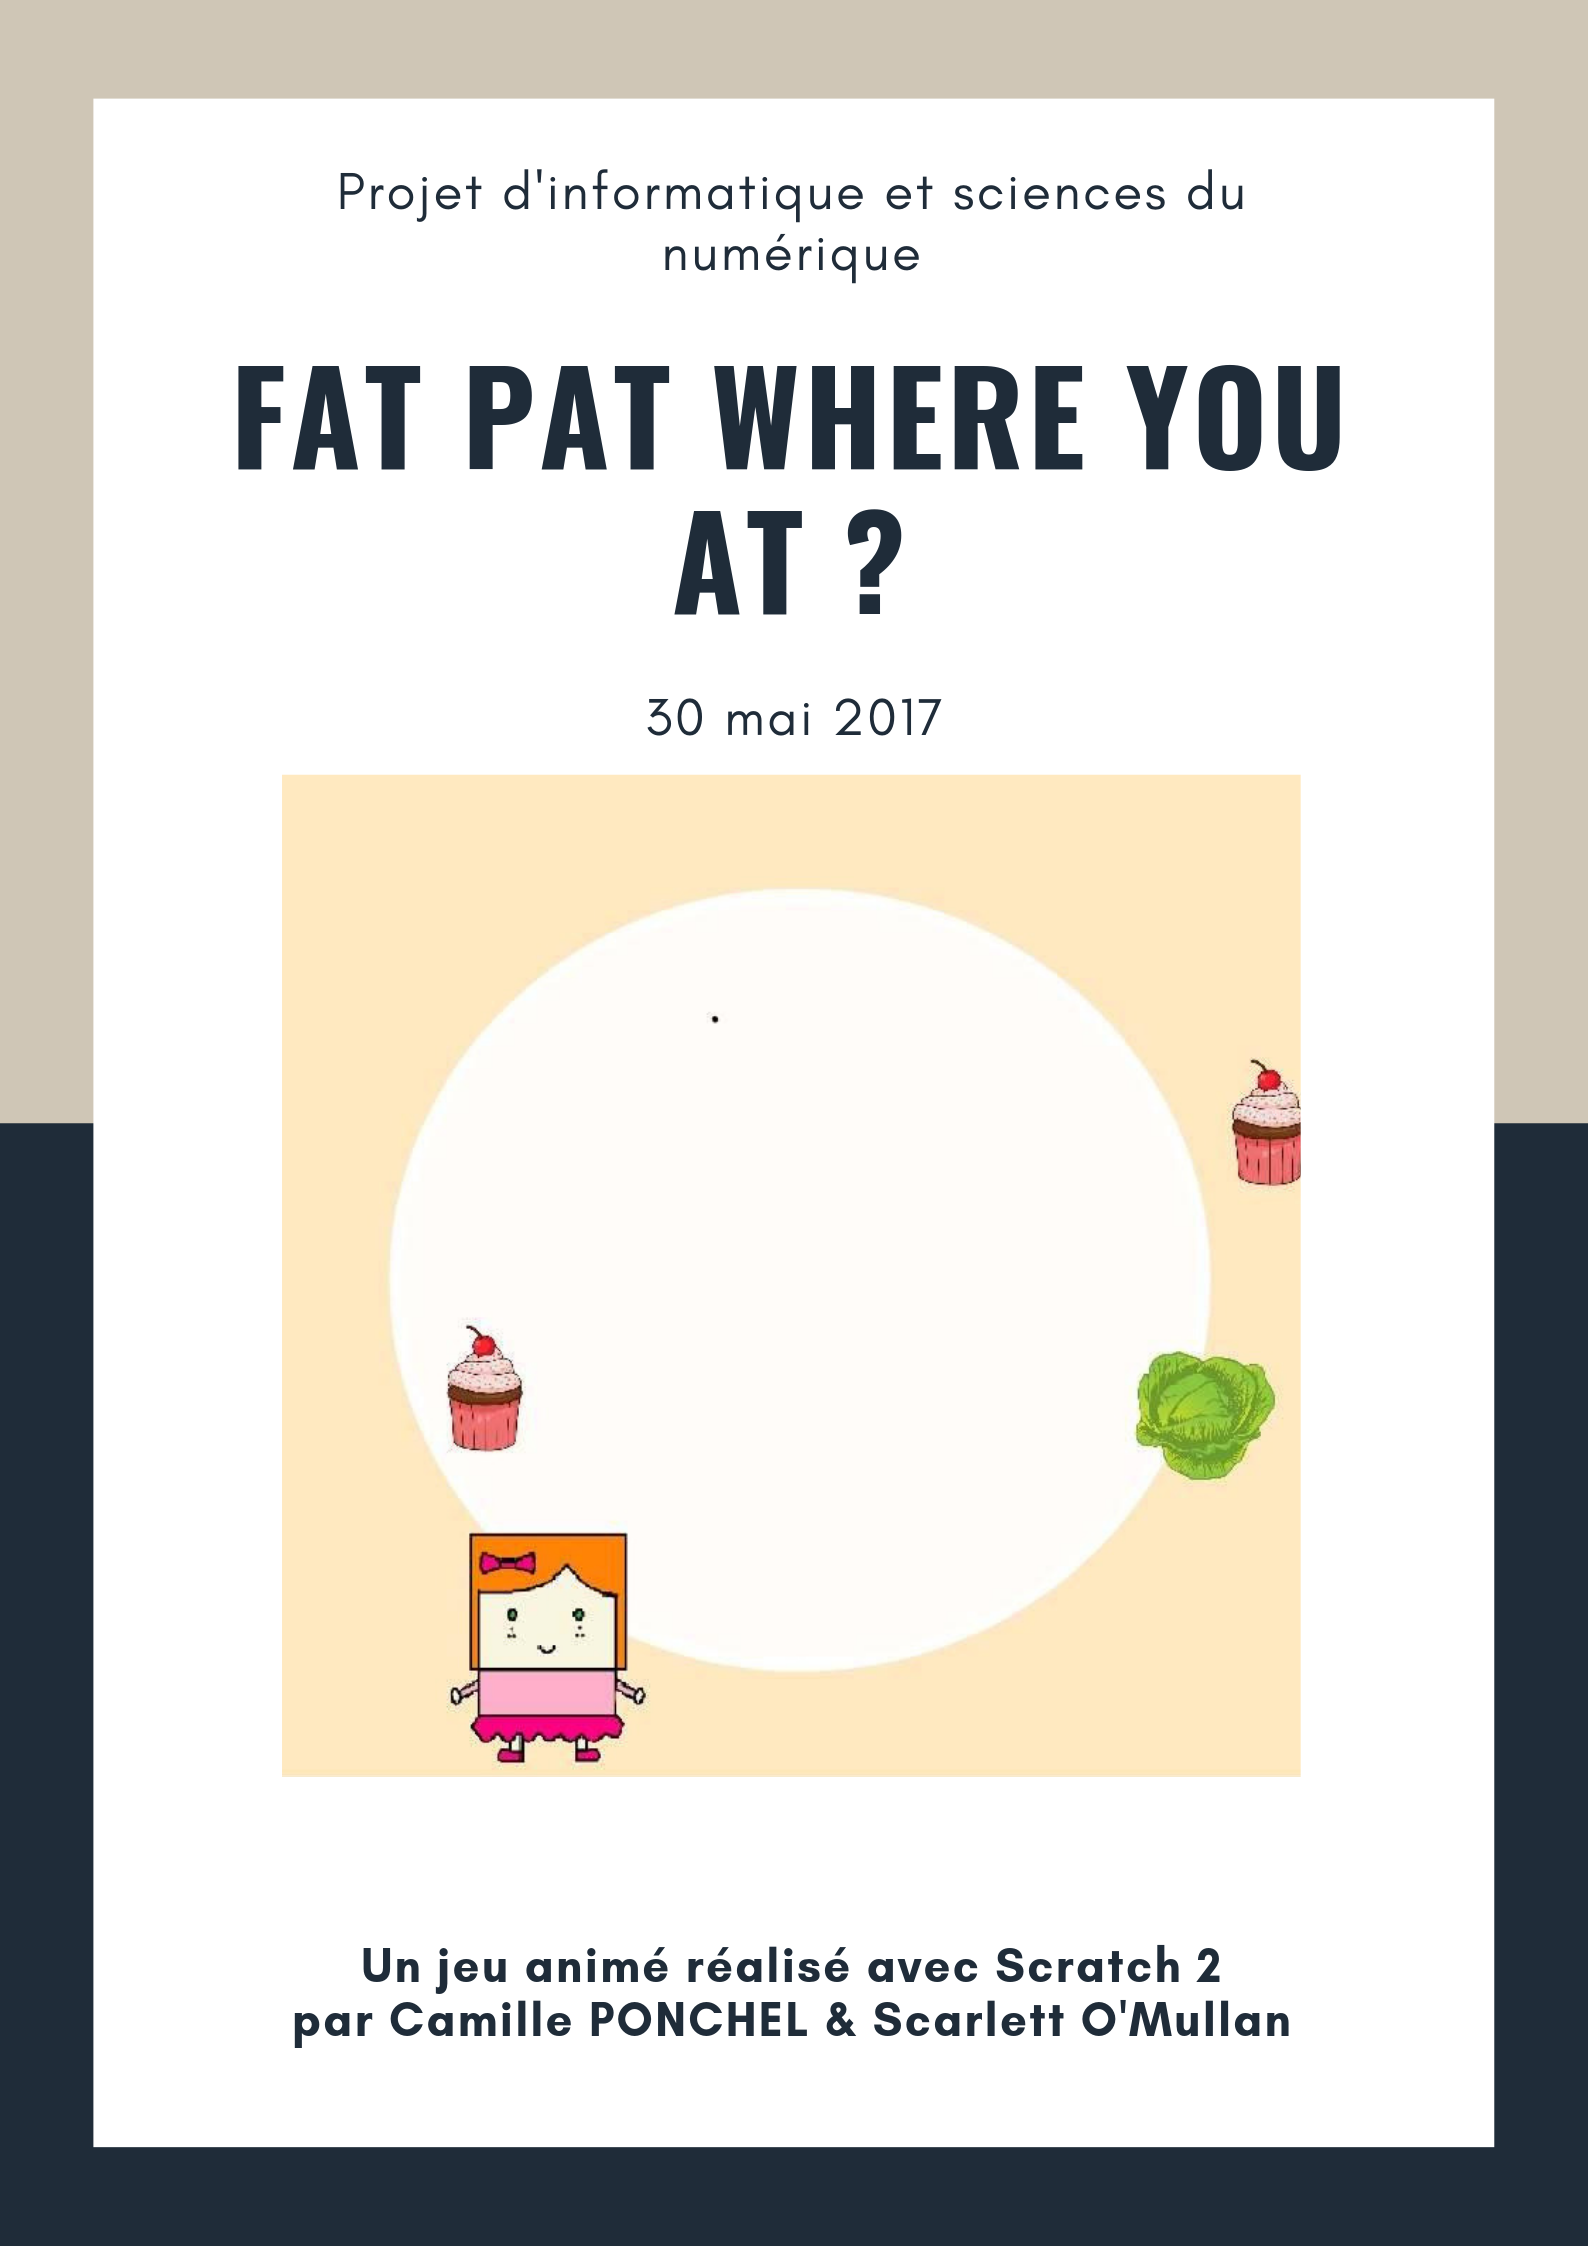 Projet d'informatique et sciences du
numérique
FAT PAT WHERE YOU
AT ?
30 mai 2017
Un jeu animé réalisé avec Scratch 2
par Camille PONCHEL & Scarlett O'Mullan